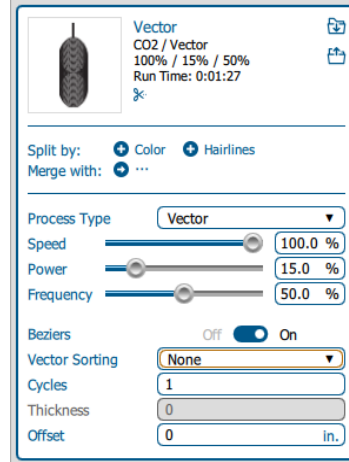 Vector
CO2 / Vector
100% / 15% / 50%
Run Time: 0:01:27
Split by: Color Hairlines
Merge with: ...
Process Type Vector
Speed 100.0 %
Power 15.0 %
Frequency 50.0 %
Beziers Off On
Vector Sorting None
Cycles 1
Thickness 0
Offset 0 in.